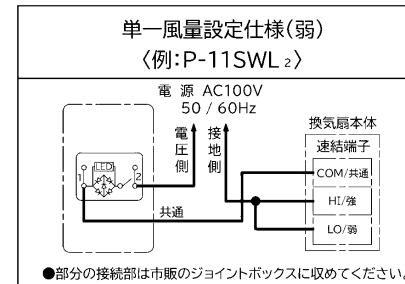 単一風量設定仕様(弱)
〈例:P-11SWL₂〉
電 源 AC100V
50 / 60Hz
電圧側
接地側
換気扇本体
速結端子
LED
1
2
COM/共通
HI/強
LO/弱
共通
●部分の接続部は市販のジョイントボックスに収めてください。